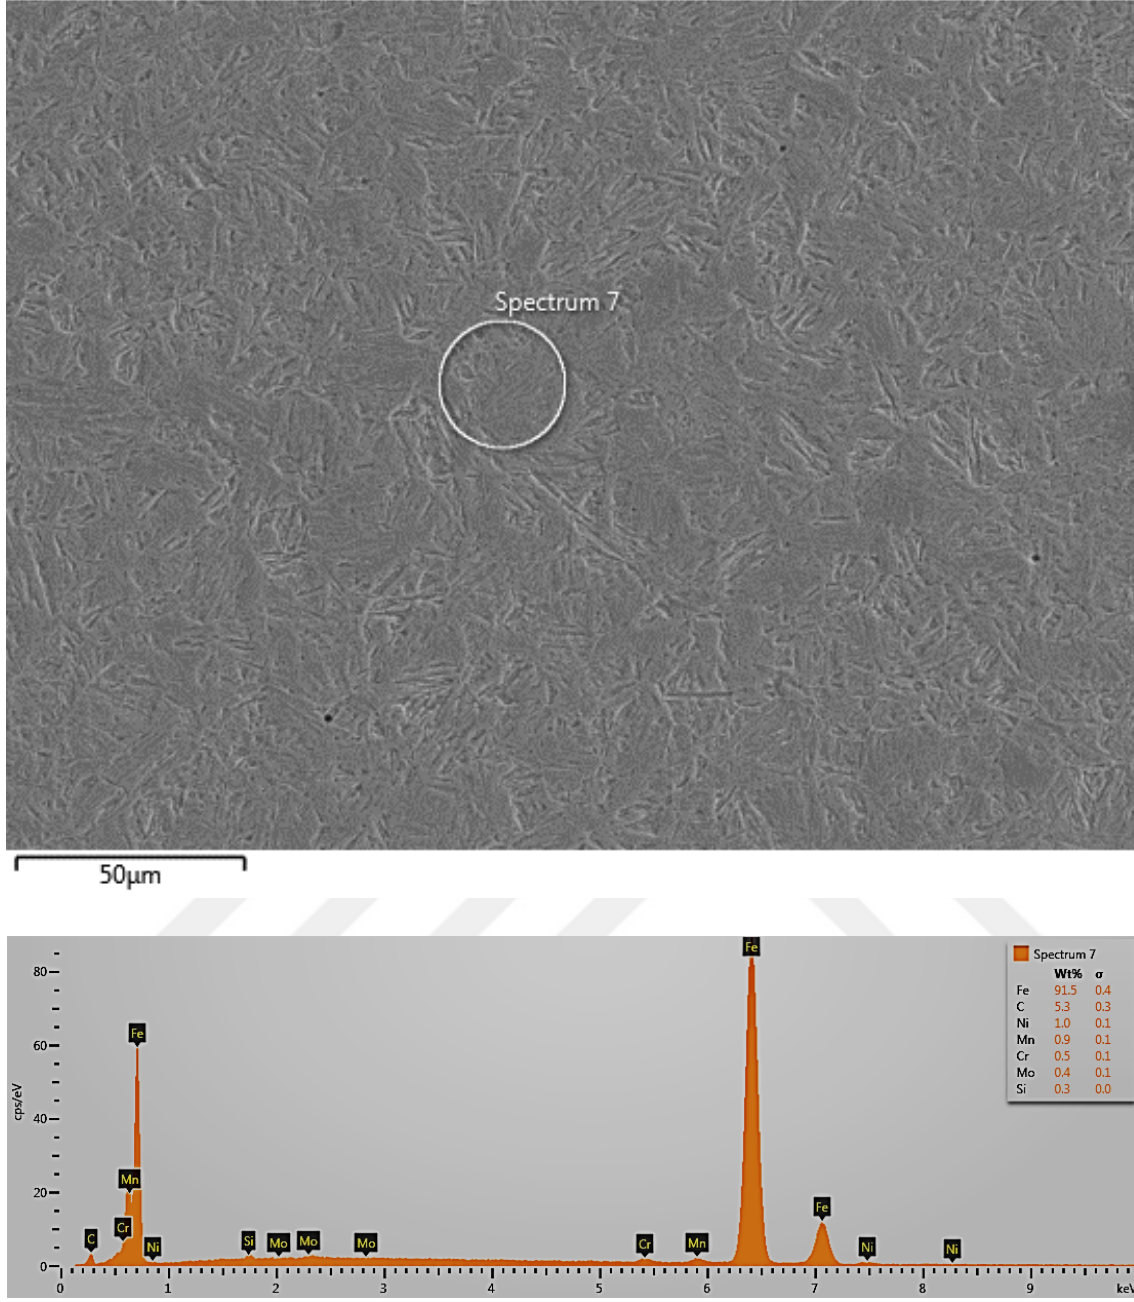 Spectrum 7
50µm
Spectrum 7
Wt% σ
Fe 91.5 0.4
C 5.3 0.3
Ni 1.0 0.1
Mn 0.9 0.1
Cr 0.5 0.1
Mo 0.4 0.1
Si 0.3 0.0
Fe
80
Fe
60
cps/eV
40
Mn
20
Fe
Cr
C
Ni
Si
Mo
Mo
Mo
Cr
Mn
Ni
Ni
0
0 1 2 3 4 5 6 7 8 9 keV